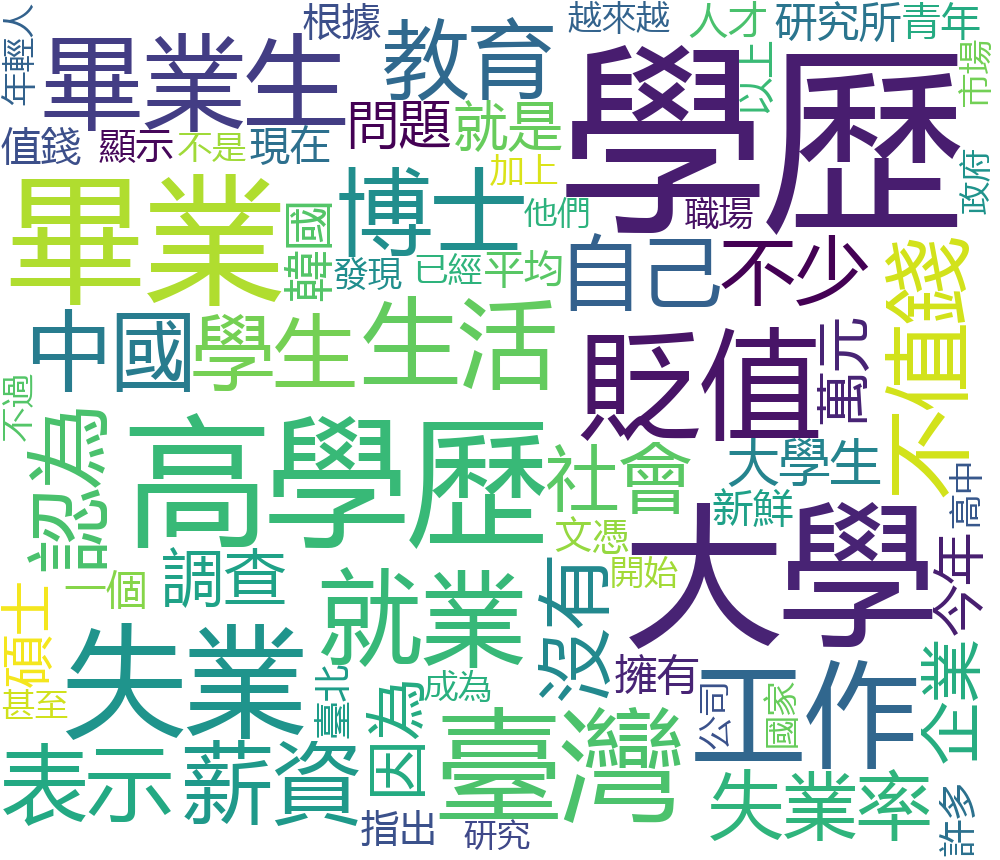 年輕人
畢業生
根據
教育
越來越
人才
研究所
青年
學歷
以上
市場
值錢
顯示
不是
現在
問題
就是
加上
他們
職場
政府
畢業
韓國
博士
發現
已經
平均
自己
不少
不值錢
中國
學生
生活
貶值
萬元
不過
認為
高學歷
社會
大學生
新鮮
高中
文憑
開始
大學
今年
調查
一個
碩士
就業
沒有
擁有
甚至
失業
臺北
因為
成為
臺灣
公司
國家
工作
企業
表示
薪資
指出
研究
失業率
許多